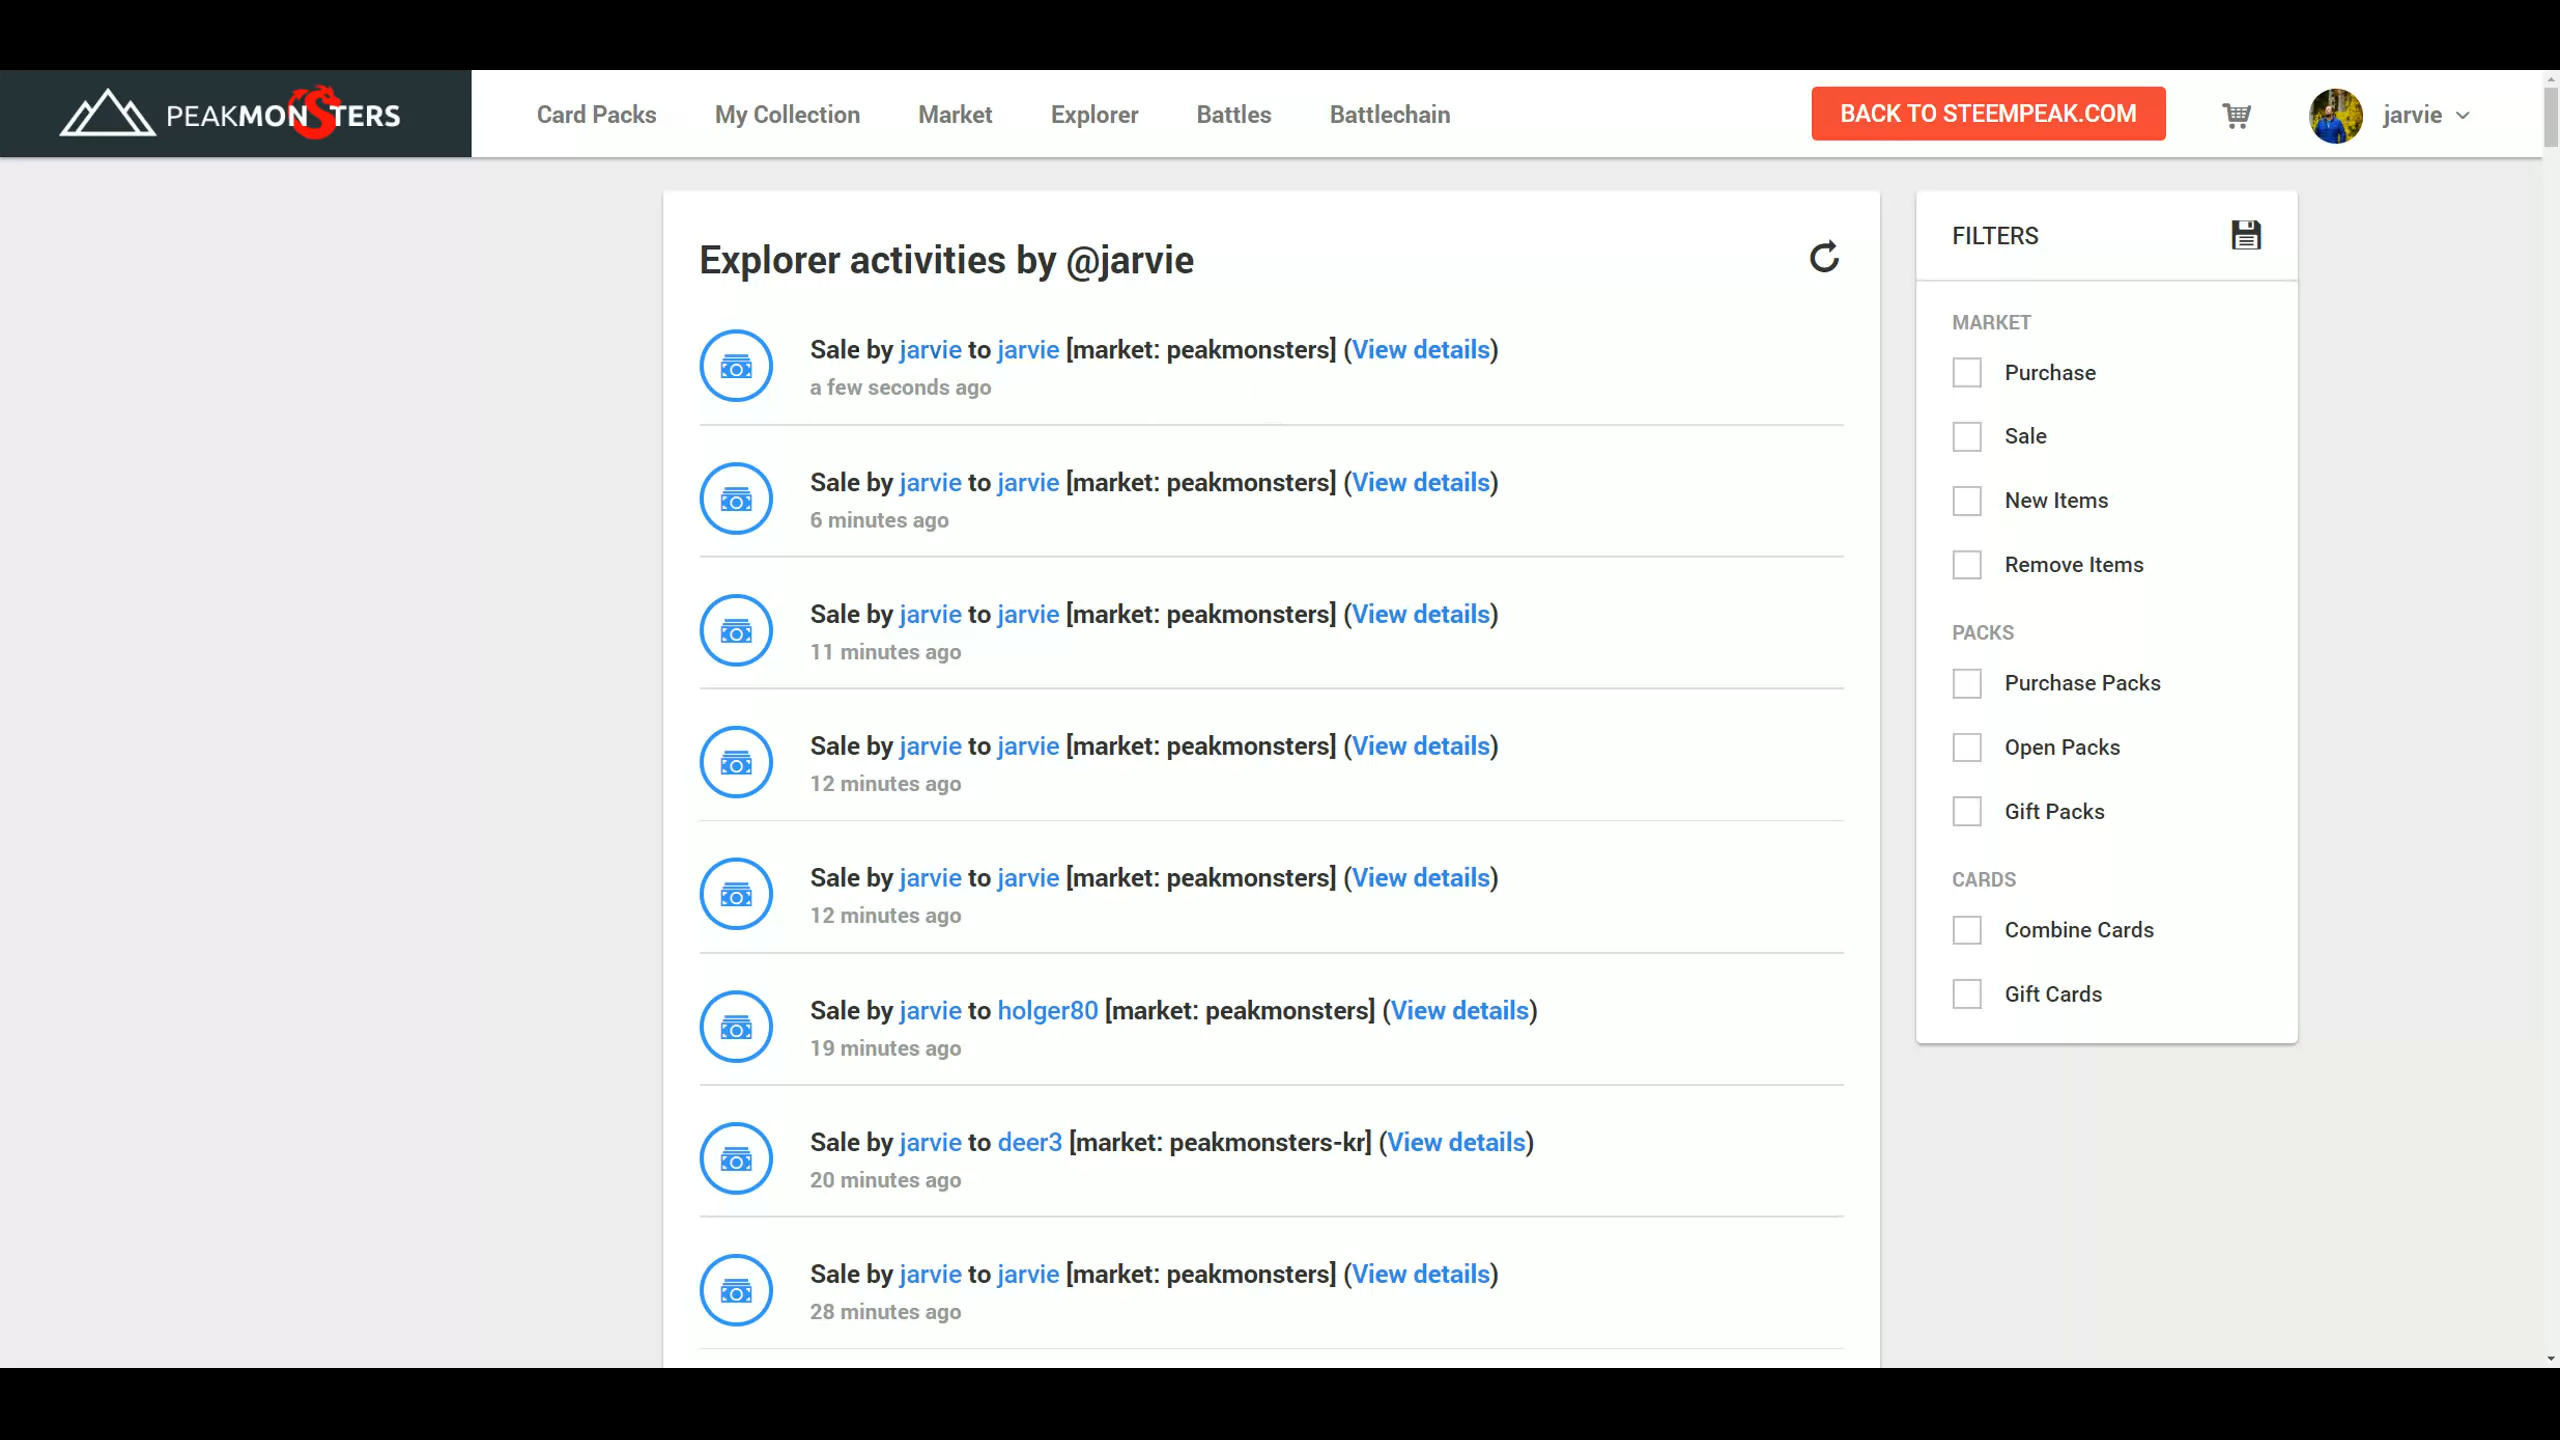 PEAKMONSTERS
Card Packs My Collection Market Explorer Battles Battlechain
BACK TO STEEMPEAK.COM
jarvie
Explorer activities by @jarvie
Sale by jarvie to jarvie [market: peakmonsters] (View details)
a few seconds ago
Sale by jarvie to jarvie [market: peakmonsters] (View details)
6 minutes ago
Sale by jarvie to jarvie [market: peakmonsters] (View details)
11 minutes ago
Sale by jarvie to jarvie [market: peakmonsters] (View details)
12 minutes ago
Sale by jarvie to jarvie [market: peakmonsters] (View details)
12 minutes ago
Sale by jarvie to holger80 [market: peakmonsters] (View details)
19 minutes ago
Sale by jarvie to deer3 [market: peakmonsters-kr] (View details)
20 minutes ago
Sale by jarvie to jarvie [market: peakmonsters] (View details)
28 minutes ago
FILTERS
MARKET
Purchase
Sale
New Items
Remove Items
PACKS
Purchase Packs
Open Packs
Gift Packs
CARDS
Combine Cards
Gift Cards